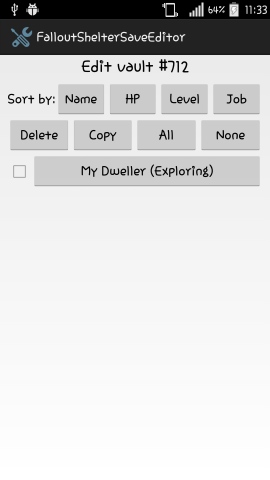 64% 11:33
FalloutShelterSaveEditor
Edit vault #712
Sort by: Name HP Level Job
Delete Copy All None
My Dweller (Exploring)